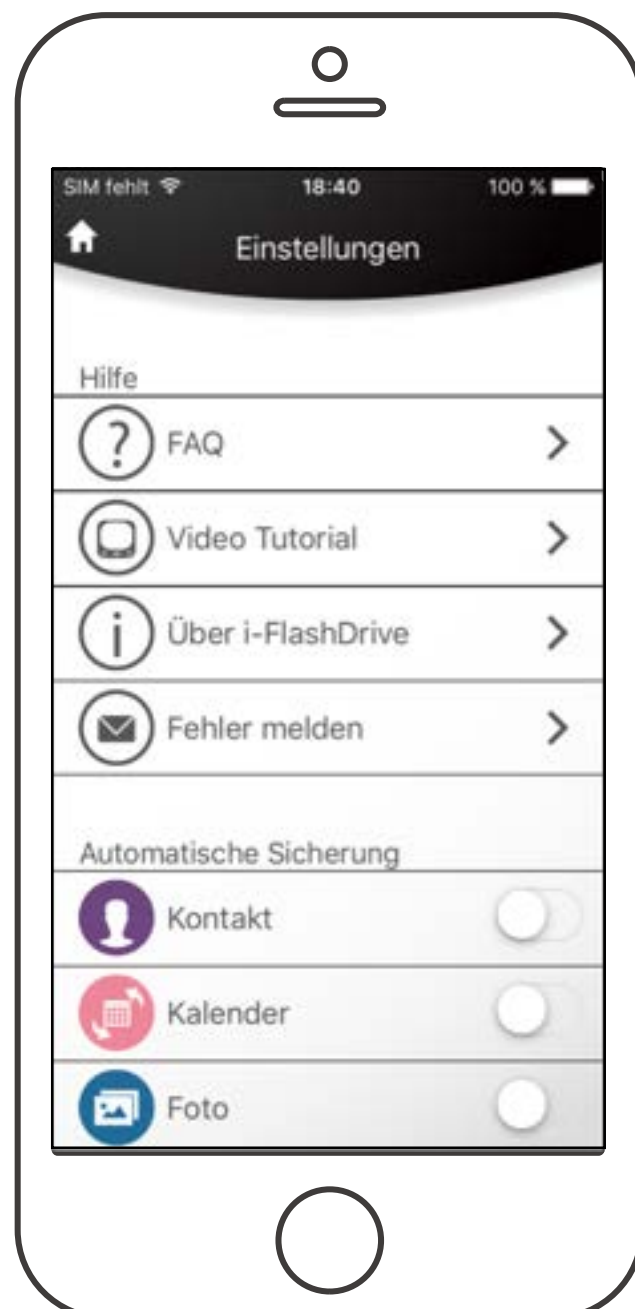 SIM fehlt 18:40 100 %
Einstellungen
Hilfe
FAQ
Video Tutorial
Über i-FlashDrive
Fehler melden
Automatische Sicherung
Kontakt
Kalender
Foto